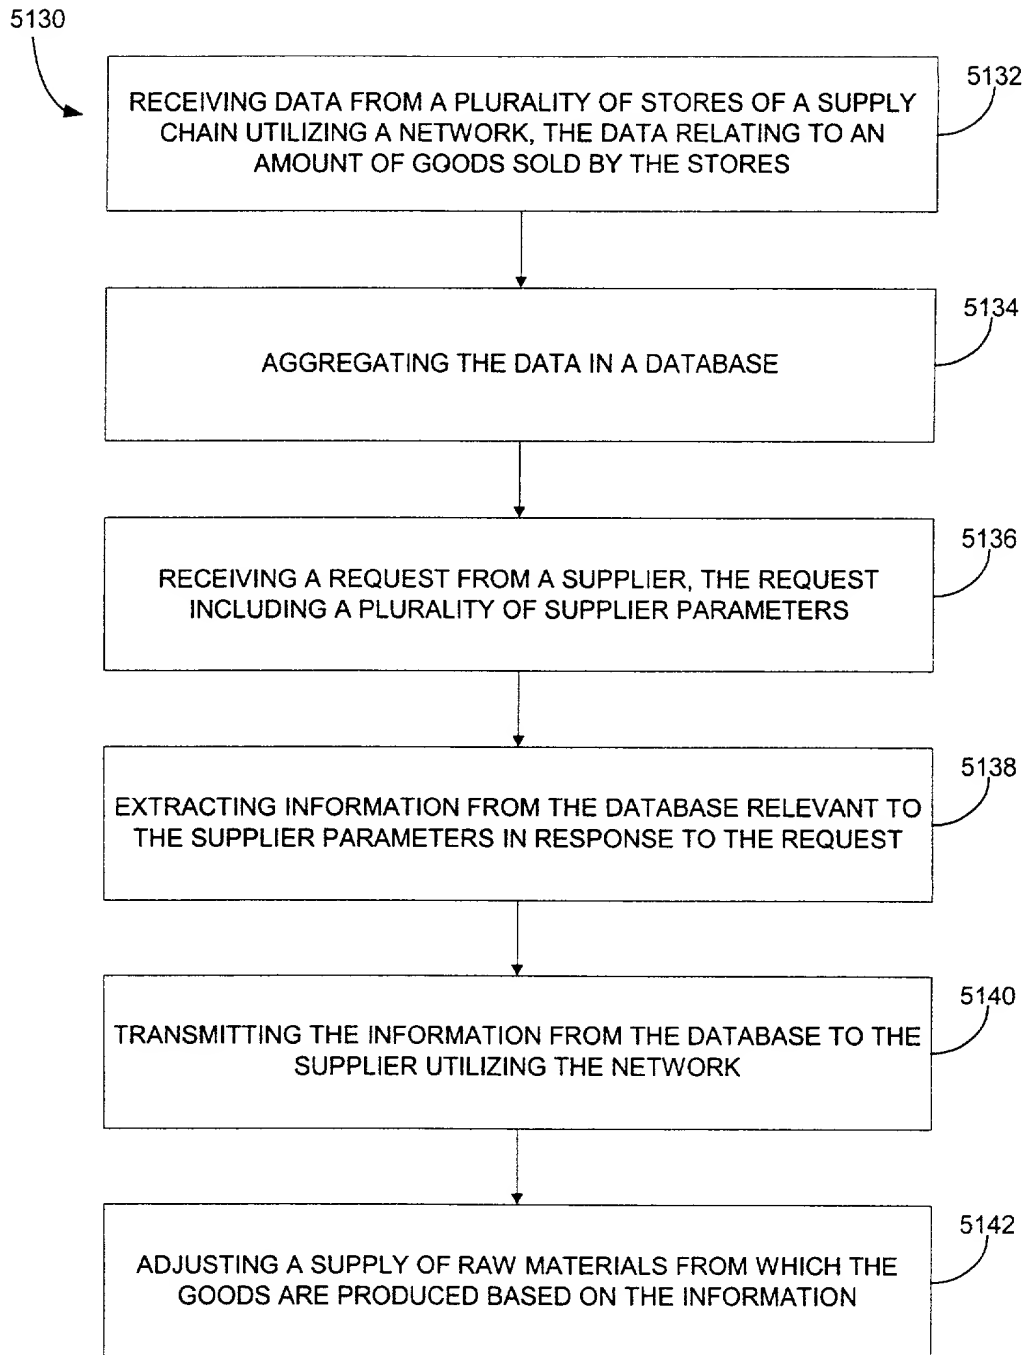 5130
5132
RECEIVING DATA FROM A PLURALITY OF STORES OF A SUPPLY
CHAIN UTILIZING A NETWORK, THE DATA RELATING TO AN
AMOUNT OF GOODS SOLD BY THE STORES
5134
AGGREGATING THE DATA IN A DATABASE
5136
RECEIVING A REQUEST FROM A SUPPLIER, THE REQUEST
INCLUDING A PLURALITY OF SUPPLIER PARAMETERS
5138
EXTRACTING INFORMATION FROM THE DATABASE RELEVANT TO
THE SUPPLIER PARAMETERS IN RESPONSE TO THE REQUEST
5140
TRANSMITTING THE INFORMATION FROM THE DATABASE TO THE
SUPPLIER UTILIZING THE NETWORK
5142
ADJUSTING A SUPPLY OF RAW MATERIALS FROM WHICH THE
GOODS ARE PRODUCED BASED ON THE INFORMATION